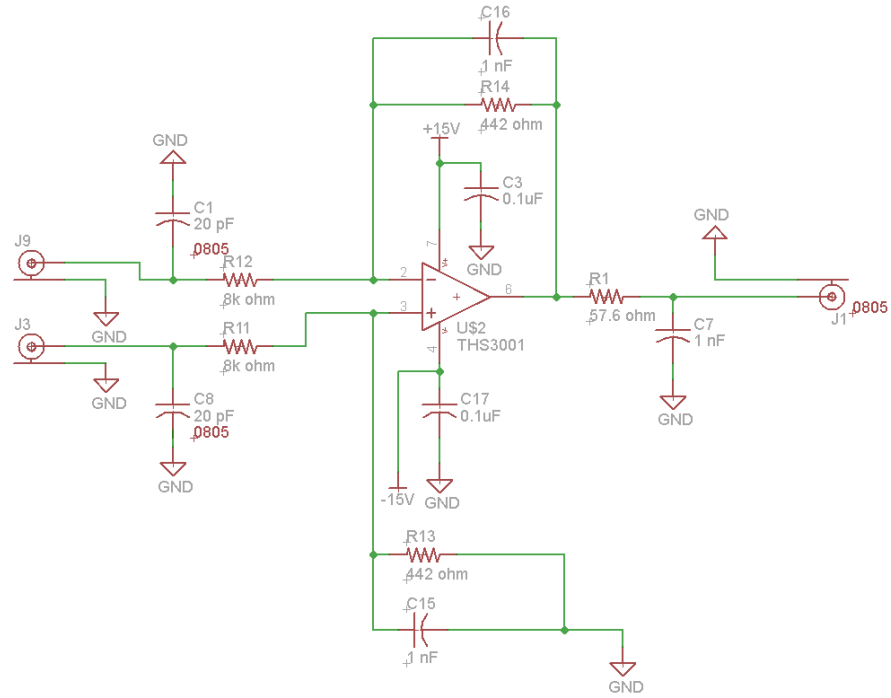 C16
1 nF
R14
442 ohm
+15V
GND
C3
0.1uF
C1
20 pF
GND
J9
0805
R12
7
GND
2
8k ohm
6
R1
0805
GND
3
57.6 ohm
J1
J3
R11
U$2
C7
THS3001
1 nF
8k ohm
4
GND
C8
C17
20 pF
0.1uF
0805
GND
GND
-15V
GND
R13
442 ohm
C15
1 nF
GND